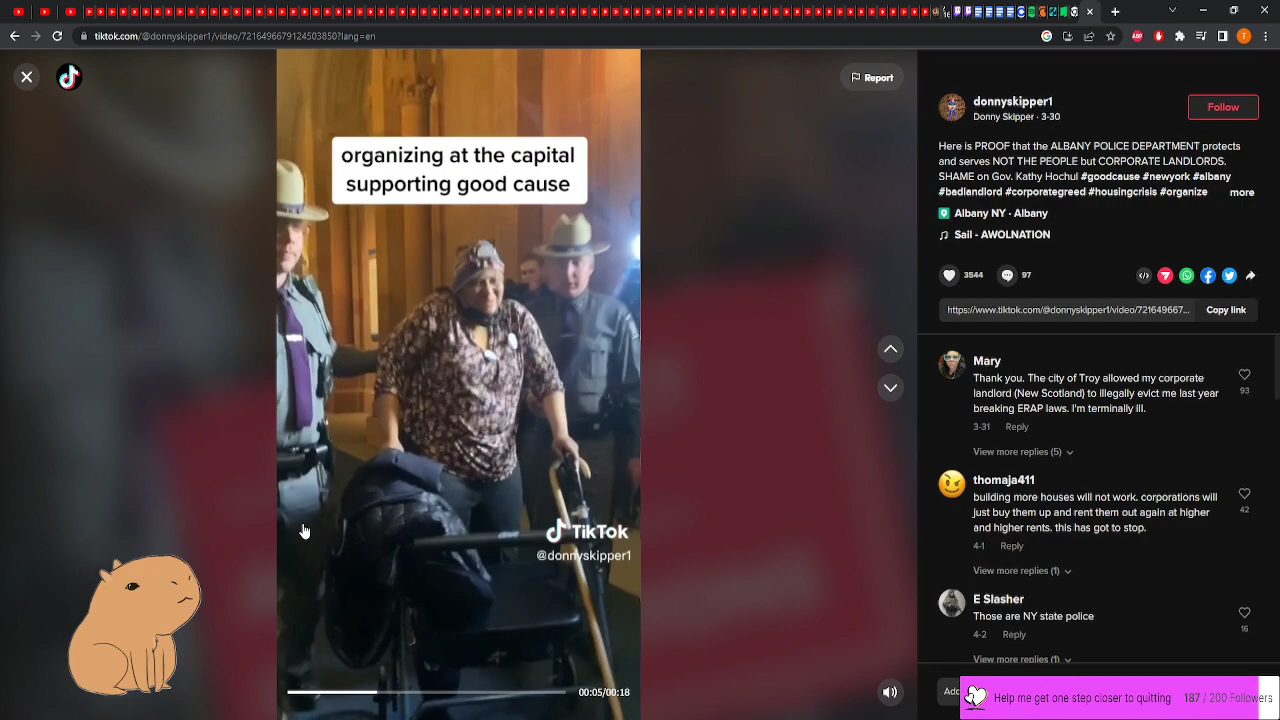 tiktok.com/@donnyskipper1/video/7216496679124503850?lang=en
Report
organizing at the capital
supporting good cause
TikTok
@donnyskipper1
00:05/00:18
donnyskipper1
Donny Skipper · 3-30
Follow
Here is PROOF that the ALBANY POLICE DEPARTMENT protects
and serves NOT THE PEOPLE but CORPORATE LANDLORDS.
SHAME on Gov. Kathy Hochul #goodcause #newyork #albany
#badlandlord #corporategreed #housingcrisis #organize more
Albany NY · Albany
Sail - AWOLNATION
3544
97
https://www.tiktok.com/@donnyskipper1/video/721649667...
Copy link
Mary
Thank you. The city of Troy allowed my corporate
landlord (New Scotland) to illegally evict me last year
breaking ERAP laws. I'm terminally ill.
93
3-31 Reply
View more replies (5)
thomaja411
building more houses will not work. corporations will
just buy them up and rent them out again at higher
and higher rents. this has got to stop.
42
4-1 Reply
View more replies (1)
E Slasher
Those are NY state police
16
4-2 Reply
View more replies (1)
Add
Help me get one step closer to quitting 187 / 200 Followers